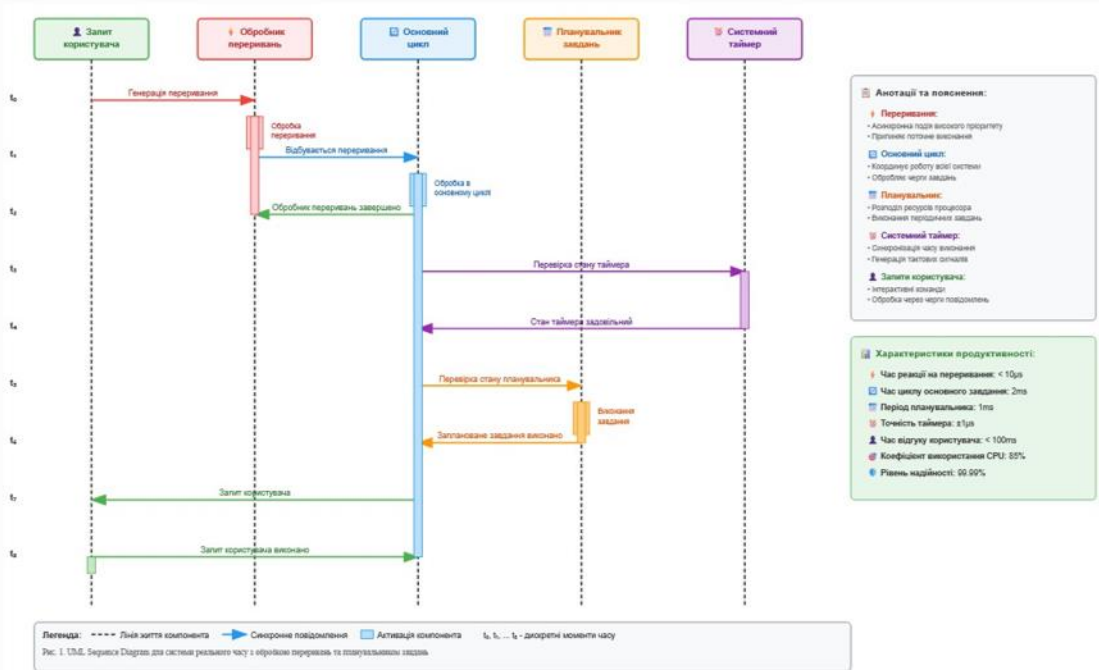 Запит
користувача
Обробник
переривань
Основний
цикл
Планувальник
завдань
Системний
таймер
t₀
Генерація переривання
Обробка
переривання
t₁
Відбувається переривання
Обробка в
основному циклі
t₂
Обробник переривань завершено
t₃
Перевірка стану таймера
t₄
Стан таймера задовільний
t₅
Перевірка стану планувальника
Виконання
завдання
t₆
Заплановане завдання виконано
t₇
Запит користувача
t₈
Запит користувача виконано
Анотації та пояснення:
Переривання:
• Асинхронна подія високого пріоритету
• Припиняє поточне виконання
Основний цикл:
• Координує роботу всієї системи
• Обробляє черги завдань
Планувальник:
• Розподіл ресурсів процесора
• Виконання періодичних завдань
Системний таймер:
• Синхронізація часу виконання
• Генерація тактових сигналів
Запити користувача:
• Інтерактивні команди
• Обробка через черги повідомлень
Характеристики продуктивності:
Час реакції на переривання: < 10μs
Час циклу основного завдання: 2ms
Період планувальника: 1ms
Точність таймера: ±1μs
Час відгуку користувача: < 100ms
Коефіцієнт використання CPU: 85%
Рівень надійності: 99.99%
Легенда: Лінія життя компонента Синхронне повідомлення Активація компонента t₀, t₁, ... t₈ - дискретні моменти часу
Рис. 1. UML Sequence Diagram для системи реального часу з обробкою переривань та планувальником завдань